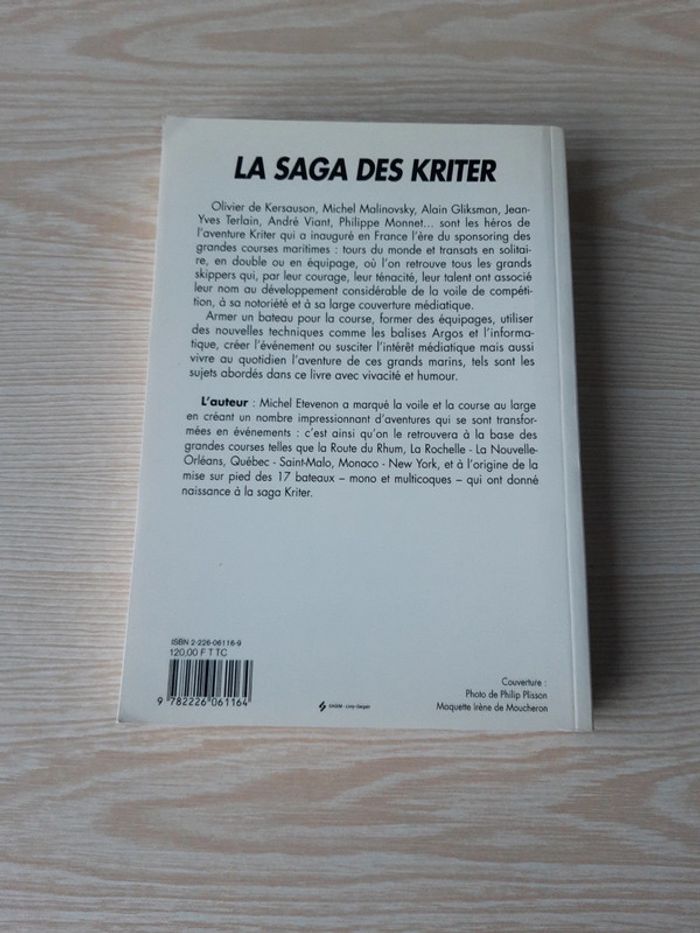 LA SAGA DES KRITER
Olivier de Kersauson, Michel Malinovsky, Alain Gliksman, Jean-
Yves Terlain, André Viant, Philippe Monnet... sont les héros de
l'aventure Kriter qui a inauguré en France l'ère du sponsoring des
grandes courses maritimes : tours du monde et transats en solitai-
re, en double ou en équipage, où l'on retrouve tous les grands
skippers qui, par leur courage, leur ténacité, leur talent ont associé
leur nom au développement considérable de la voile de compéti-
tion, à sa notoriété et à sa large couverture médiatique.
Armer un bateau pour la course, former des équipages, utiliser
des nouvelles techniques comme les balises Argos et l'informa-
tique, créer l'événement ou susciter l'intérêt médiatique mais aussi
vivre au quotidien l'aventure de ces grands marins, tels sont les
sujets abordés dans ce livre avec vivacité et humour.
L'auteur : Michel Etevenon a marqué la voile et la course au large
en créant un nombre impressionnant d'aventures qui se sont transfor-
mées en événements : c'est ainsi qu'on le retrouvera à la base des
grandes courses telles que la Route du Rhum, La Rochelle - La Nouvelle-
Orléans, Québec - Saint-Malo, Monaco - New York, et à l'origine de la
mise sur pied des 17 bateaux – mono et multicoques – qui ont donné
naissance à la saga Kriter.
ISBN 2-226-06116-9
120,00 F TTC
9 782226 061164
Couverture :
Photo de Philip Plisson
Maquette Irène de Moucheron